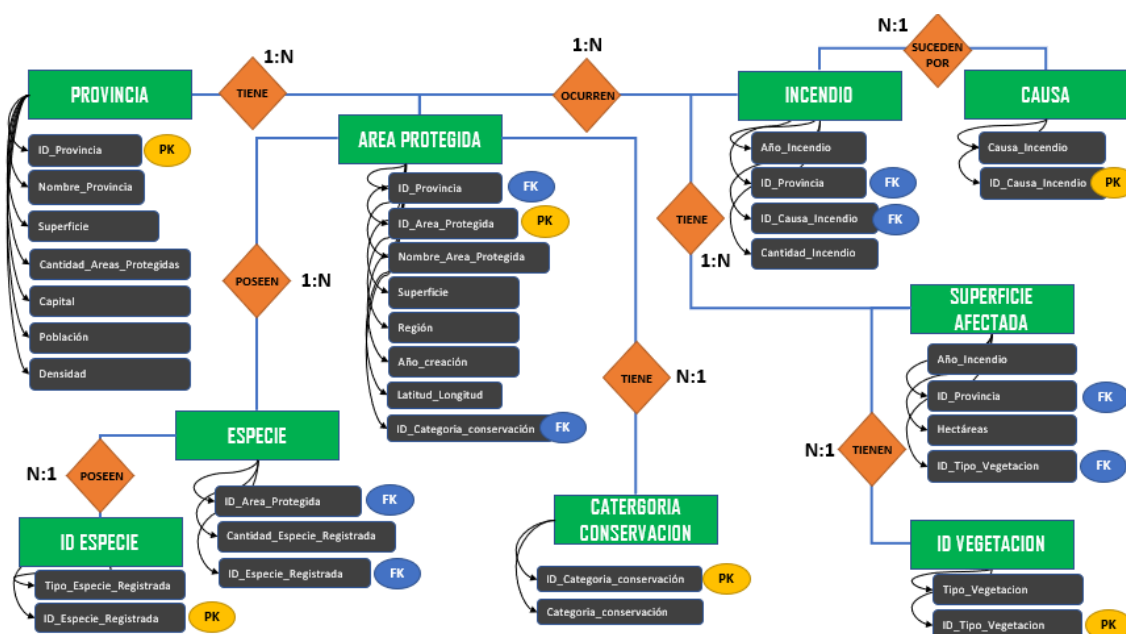 N:1
SUCEDEN
POR
1:N
1:N
PROVINCIA
TIENE
OCURREN
INCENDIO
CAUSA
AREA PROTEGIDA
ID_Provincia
PK
Nombre_Provincia
Superficie
Cantidad_Areas_Protegidas
Capital
Población
Densidad
ID_Provincia
FK
ID_Area_Protegida
PK
Nombre_Area_Protegida
Superficie
Región
Año_creación
Latitud_Longitud
ID_Categoria_conservación
FK
Año_Incendio
ID_Provincia
FK
ID_Causa_Incendio
FK
Cantidad_Incendio
Causa_Incendio
ID_Causa_Incendio
PK
TIENE
1:N
POSEEN
1:N
TIENE
N:1
SUPERFICIE
AFECTADA
Año_Incendio
ID_Provincia
FK
Hectáreas
ID_Tipo_Vegetacion
FK
N:1
TIENEN
ESPECIE
N:1
POSEEN
ID_Area_Protegida
FK
Cantidad_Especie_Registrada
ID_Especie_Registrada
FK
ID ESPECIE
Tipo_Especie_Registrada
ID_Especie_Registrada
PK
CATERGORIA
CONSERVACION
ID_Categoria_conservación
PK
Categoria_conservación
ID VEGETACION
Tipo_Vegetacion
ID_Tipo_Vegetacion
PK